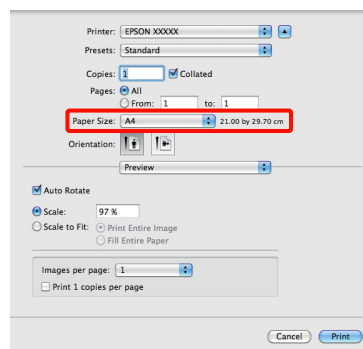 Printer: EPSON XXXXX
Presets: Standard
Copies: 1 Collated
Pages: All
From: 1 to: 1
Paper Size: A4 21.00 by 29.70 cm
Orientation:
Preview
Auto Rotate
Scale: 97 %
Scale to Fit: Print Entire Image
Fill Entire Paper
Images per page: 1
Print 1 copies per page
Cancel Print